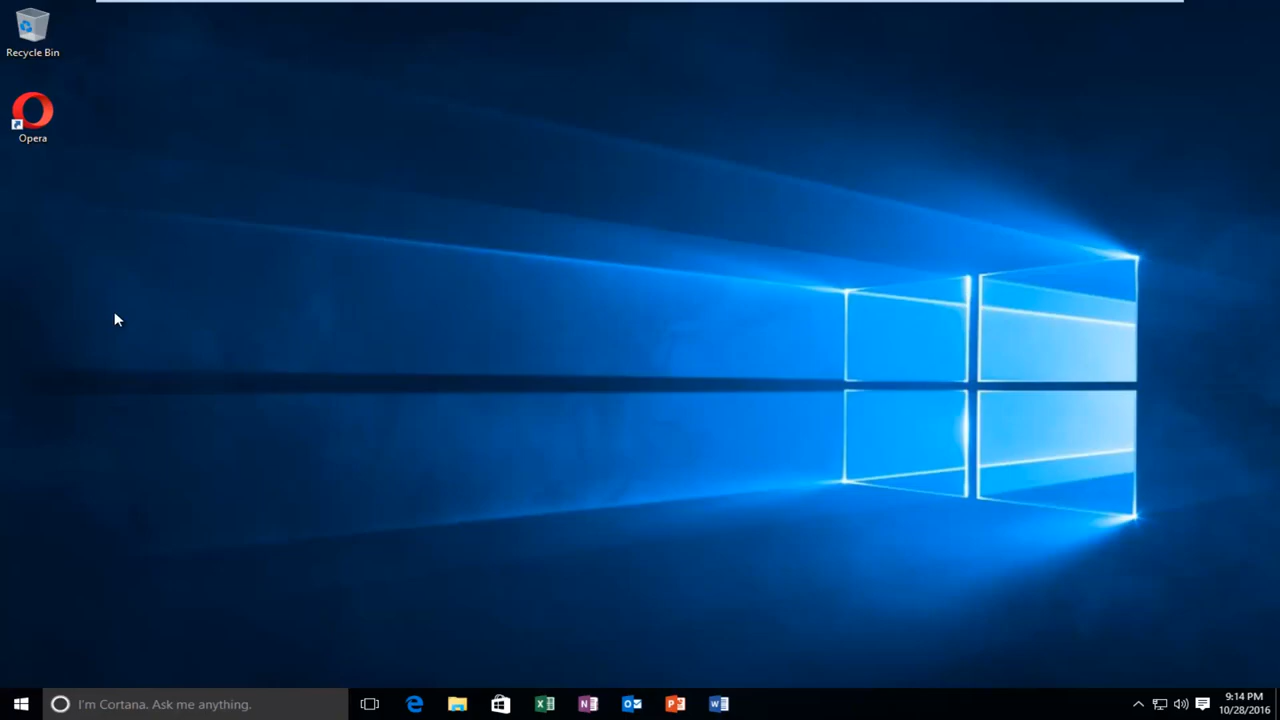 Recycle Bin
Opera
I'm Cortana. Ask me anything.
9:14 PM
10/28/2016